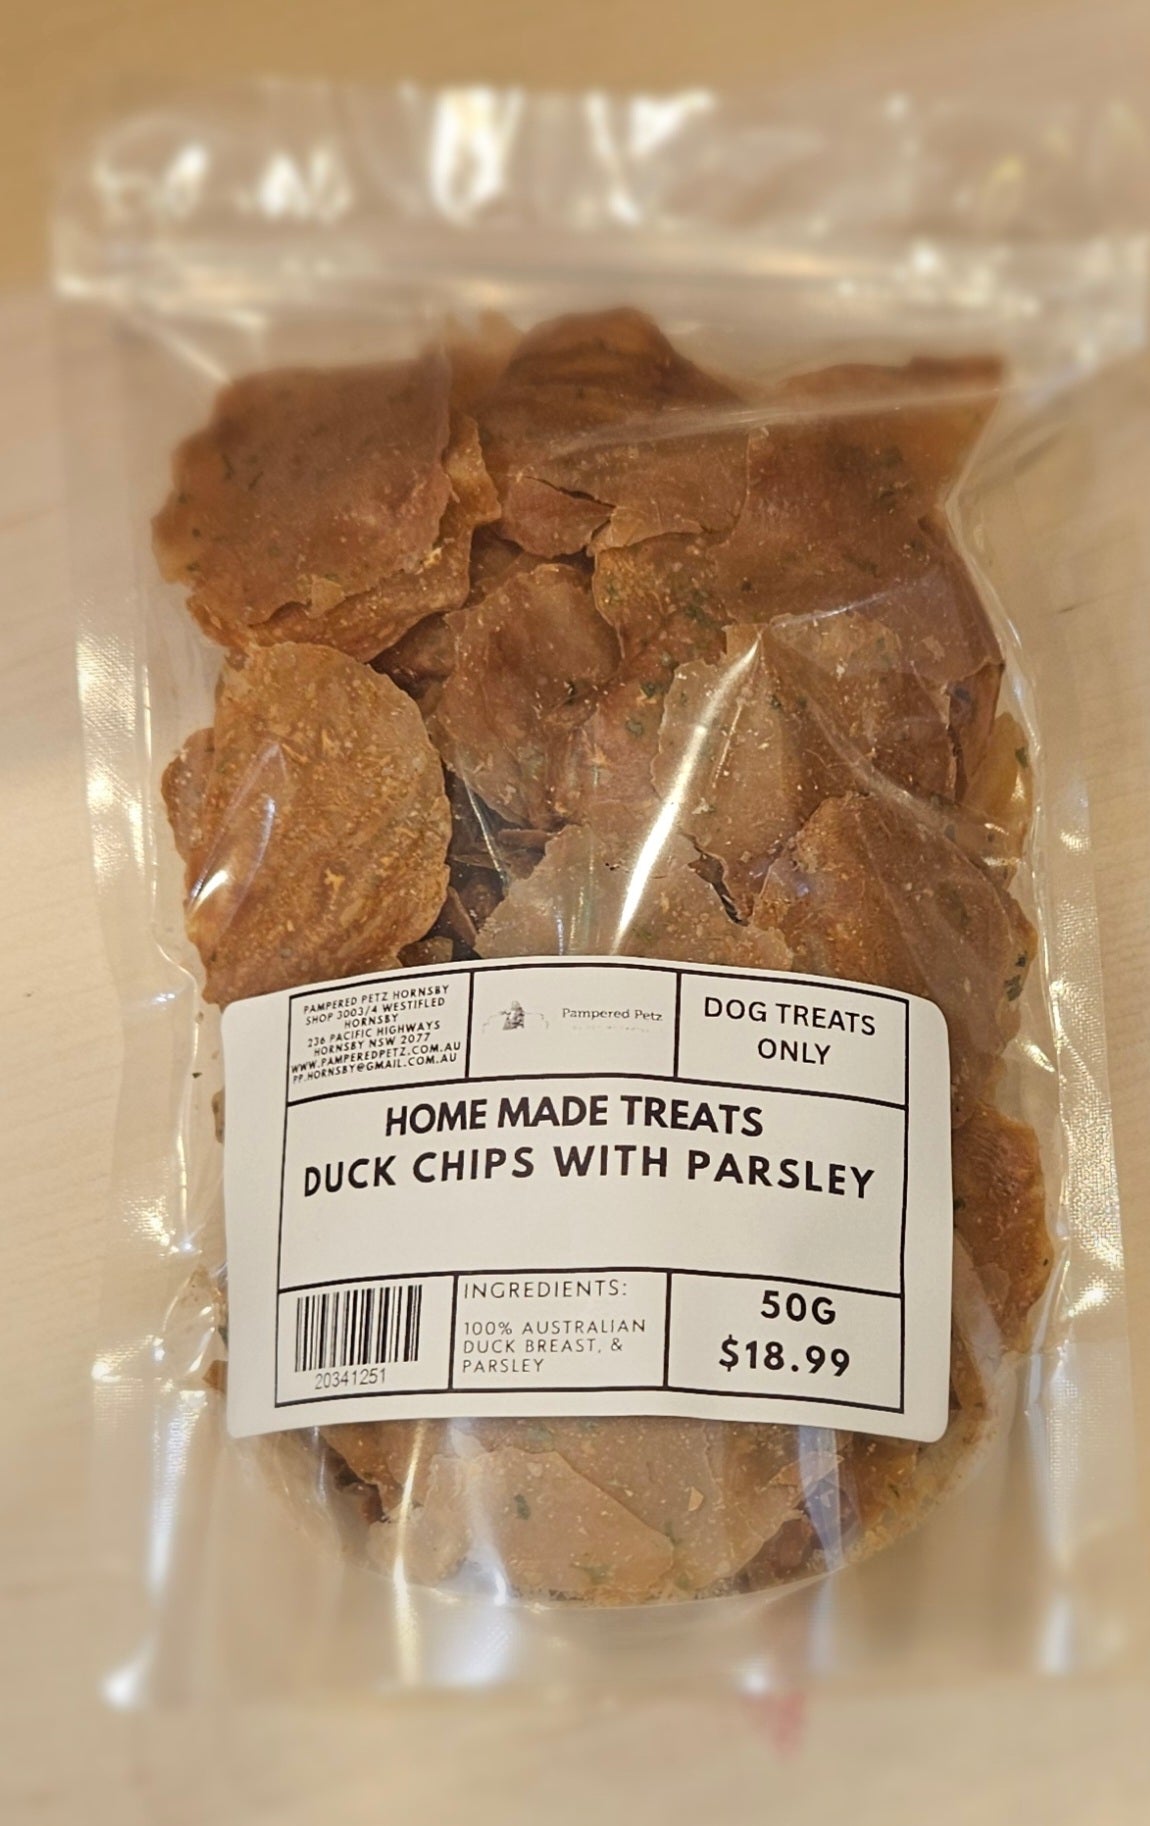 PAMPERED PETZ HORNSBY
SHOP 3003/4 WESTIFLED
HORNSBY
236 PACIFIC HIGHWAYS
HORNSBY NSW 2077
WWW.PAMPEREDPETZ.COM.AU
PP.HORNSBY@GMAIL.COM.AU
Pampered Petz
DOG TREATS
ONLY
HOME MADE TREATS
DUCK CHIPS WITH PARSLEY
20341251
INGREDIENTS:
100% AUSTRALIAN
DUCK BREAST, &
PARSLEY
50G
$18.99